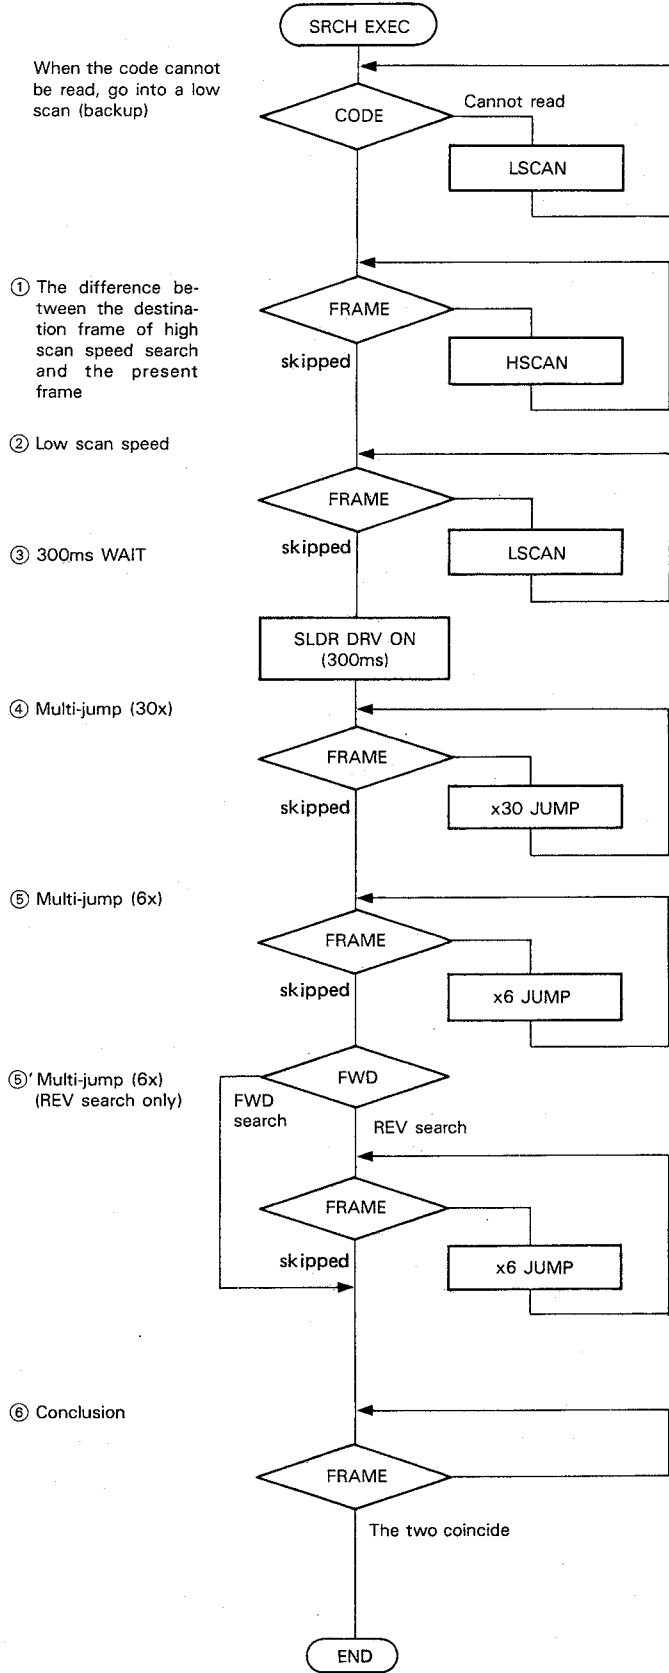 SRCH EXEC
When the code cannot
be read, go into a low
scan (backup)
CODE
Cannot read
LSCAN
① The difference be-
tween the destina-
tion frame of high
scan speed search
and the present
frame
FRAME
skipped
HSCAN
② Low scan speed
FRAME
skipped
LSCAN
③ 300ms WAIT
SLDR DRV ON
(300ms)
④ Multi-jump (30x)
FRAME
skipped
x30 JUMP
⑤ Multi-jump (6x)
FRAME
skipped
x6 JUMP
⑤' Multi-jump (6x)
(REV search only)
FWD
FWD
search
REV search
FRAME
skipped
x6 JUMP
⑥ Conclusion
FRAME
The two coincide
END